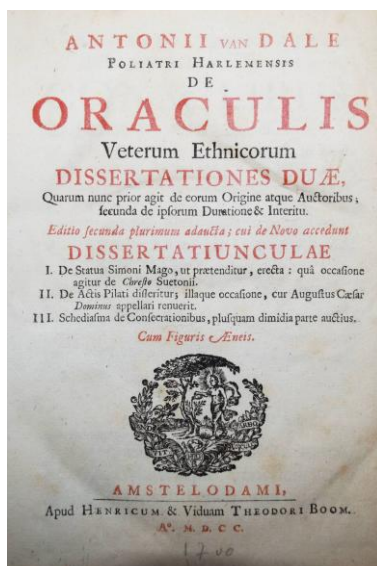 ANTONII VAN DALE
POLIATRI HARLEMENSIS
DE
ORACULIS
Veterum Ethnicorum
DISSERTATIONES DUÆ,
Quarum nunc prior agit de eorum Origine atque Auctoribus;
secunda de ipsorum Duratione & Interitu.
Editio secunda plurimum adaucta; cui de Novo accedunt
DISSERTATIUNCULAE
I. De Statua Simoni Mago, ut prætenditur, erecta: quâ occasione
agitur de Chresto Suetonii.
II. De Actis Pilati disseritur; illaque occasione, cur Augustus Cæsar
Dominus appellari renuerit.
III. Schediasma de Consecrationibus, plusquam dimidia parte auctius.
Cum Figuris Æneis.
AMSTELODAMI,
Apud HENRICUM & Viduam THEODORI BOOM.
Aº. M. D. C C.
1700